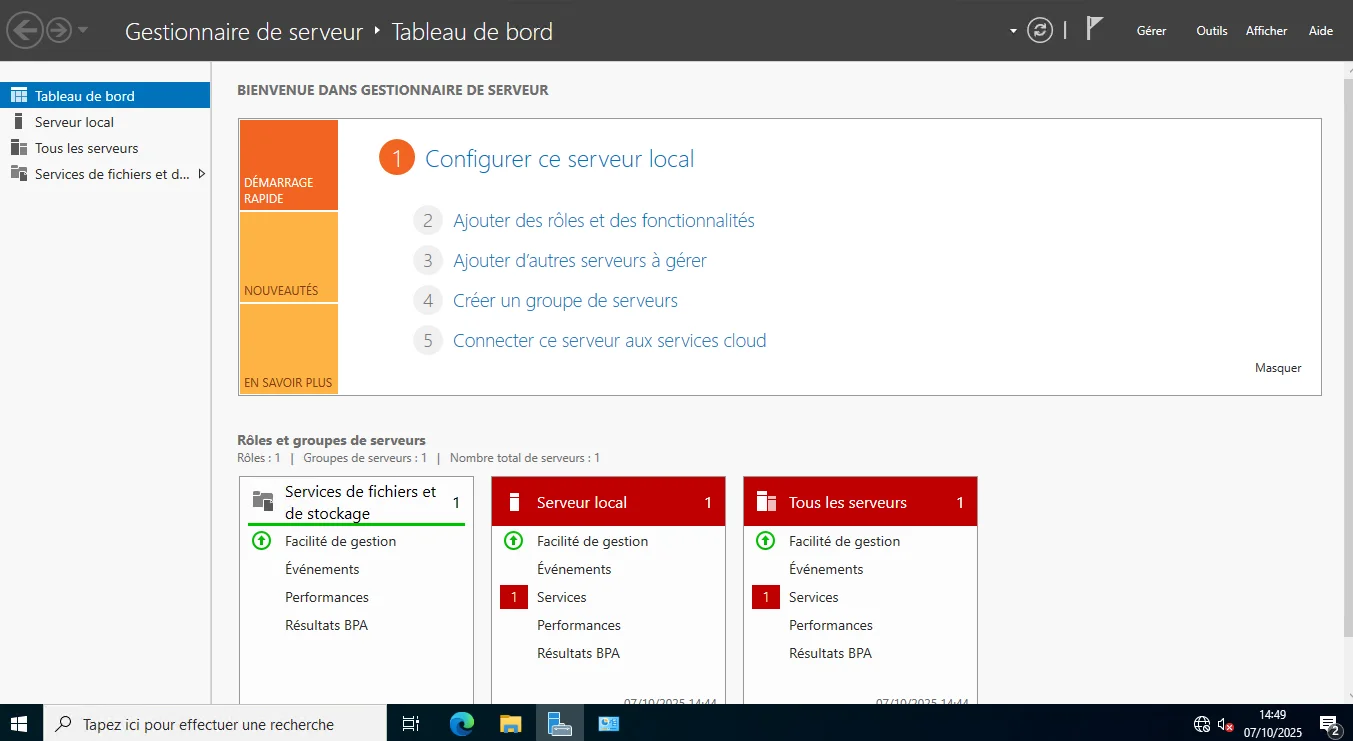 Gestionnaire de serveur ‣ Tableau de bord
Gérer Outils Afficher Aide
Tableau de bord
Serveur local
Tous les serveurs
Services de fichiers et d...
BIENVENUE DANS GESTIONNAIRE DE SERVEUR
DÉMARRAGE
RAPIDE
NOUVEAUTÉS
EN SAVOIR PLUS
1 Configurer ce serveur local
2 Ajouter des rôles et des fonctionnalités
3 Ajouter d’autres serveurs à gérer
4 Créer un groupe de serveurs
5 Connecter ce serveur aux services cloud
Masquer
Rôles et groupes de serveurs
Rôles : 1 | Groupes de serveurs : 1 | Nombre total de serveurs : 1
Services de fichiers et
de stockage 1
Facilité de gestion
Événements
Performances
Résultats BPA
Serveur local 1
Facilité de gestion
Événements
1 Services
Performances
Résultats BPA
07/10/2025 14:44
Tous les serveurs 1
Facilité de gestion
Événements
1 Services
Performances
Résultats BPA
07/10/2025 14:44
Tapez ici pour effectuer une recherche
14:49
07/10/2025
2